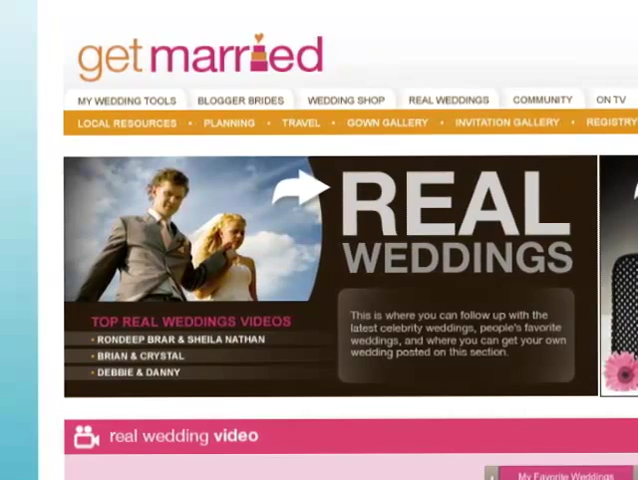 get married
MY WEDDING TOOLS BLOGGER BRIDES WEDDING SHOP REAL WEDDINGS COMMUNITY ON TV
LOCAL RESOURCES • PLANNING • TRAVEL • GOWN GALLERY • INVITATION GALLERY • REGISTRY
REAL
WEDDINGS
TOP REAL WEDDINGS VIDEOS
• RONDEEP BRAR & SHEILA NATHAN
• BRIAN & CRYSTAL
• DEBBIE & DANNY
This is where you can follow up with the
latest celebrity weddings, people's favorite
weddings, and where you can get your own
wedding posted on this section.
real wedding video
My Favorite Weddings